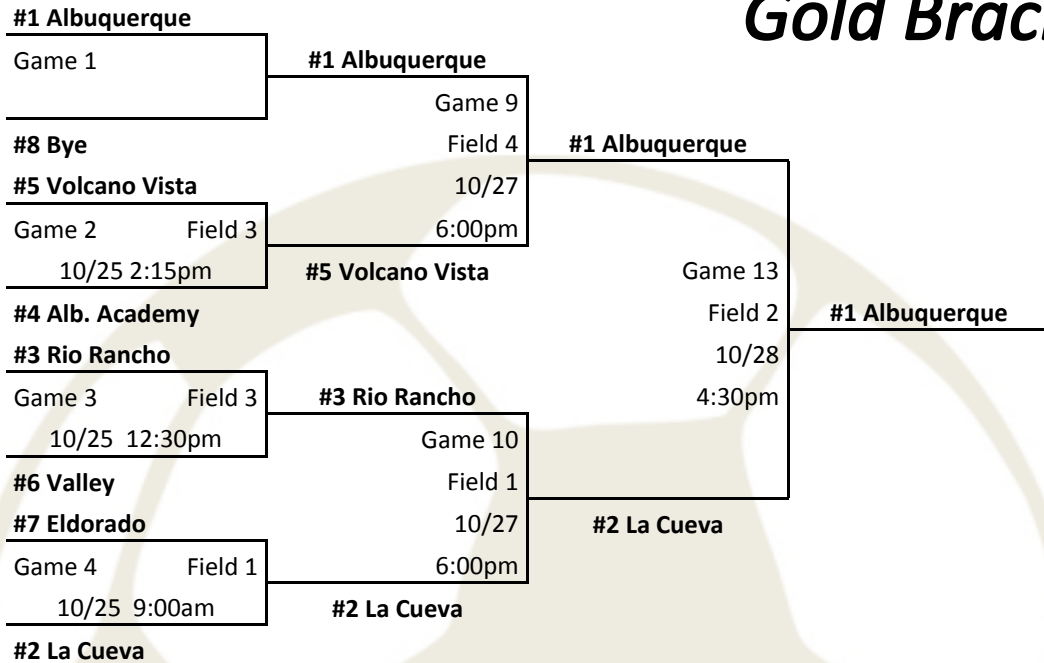 Gold
#1 Albuquerque
Game 1
#8 Bye
#5 Volcano Vista
Game 2 Field 3
10/25 2:15pm
#4 Alb. Academy
#3 Rio Rancho
Game 3 Field 3
10/25 12:30pm
#6 Valley
#7 Eldorado
Game 4 Field 1
10/25 9:00am
#2 La Cueva
#1 Albuquerque
Game 9
Field 4
10/27
6:00pm
#5 Volcano Vista
#3 Rio Rancho
Game 10
Field 1
10/27
6:00pm
#2 La Cueva
#1 Albuquerque
Game 13
Field 2
10/28
4:30pm
#2 La Cueva
#1 Albuquerque